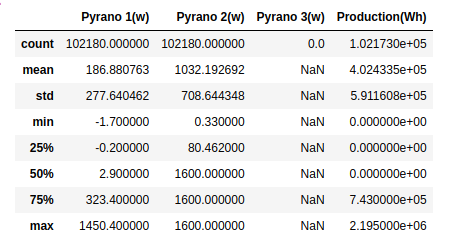 Pyrano 1(w) Pyrano 2(w) Pyrano 3(w) Production(Wh)
count 102180.000000 102180.000000 0.0 1.021730e+05
mean 186.880763 1032.192692 NaN 4.024335e+05
std 277.640462 708.644348 NaN 5.911608e+05
min -1.700000 0.330000 NaN 0.000000e+00
25% -0.200000 80.462000 NaN 0.000000e+00
50% 2.900000 1600.000000 NaN 0.000000e+00
75% 323.400000 1600.000000 NaN 7.430000e+05
max 1450.400000 1600.000000 NaN 2.195000e+06